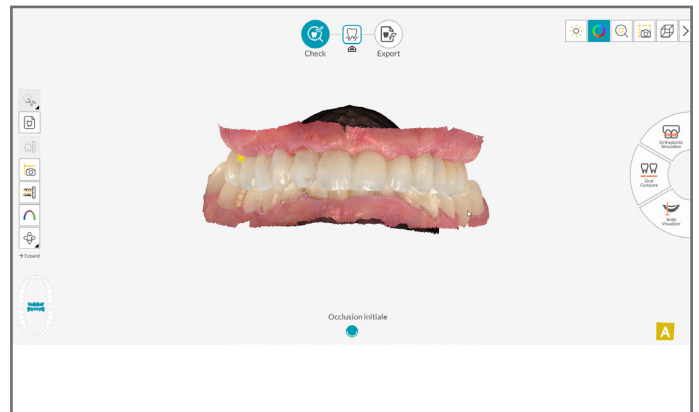 Check
Export
→ Expand
Orthodontic
Simulation
Oral
Compare
Smile
Visualizer
Occlusion initiale
A